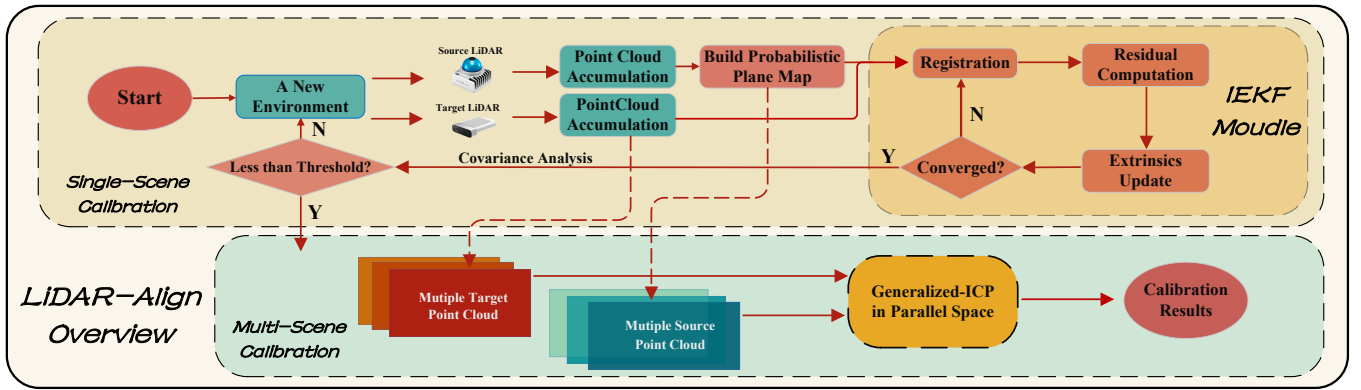 Start
A New
Environment
Source LiDAR
Target LiDAR
Point Cloud
Accumulation
PointCloud
Accumulation
Build Probabilistic
Plane Map
Registration
Residual
Computation
IEKF
Moudle
N
Extrinsics
Update
Converged?
Y
Covariance Analysis
N
Less than Threshold?
Y
Single-Scene
Calibration
LiDAR-Align
Overview
Multi-Scene
Calibration
Mutiple Target
Point Cloud
Mutiple Source
Point Cloud
Generalized-ICP
in Parallel Space
Calibration
Results